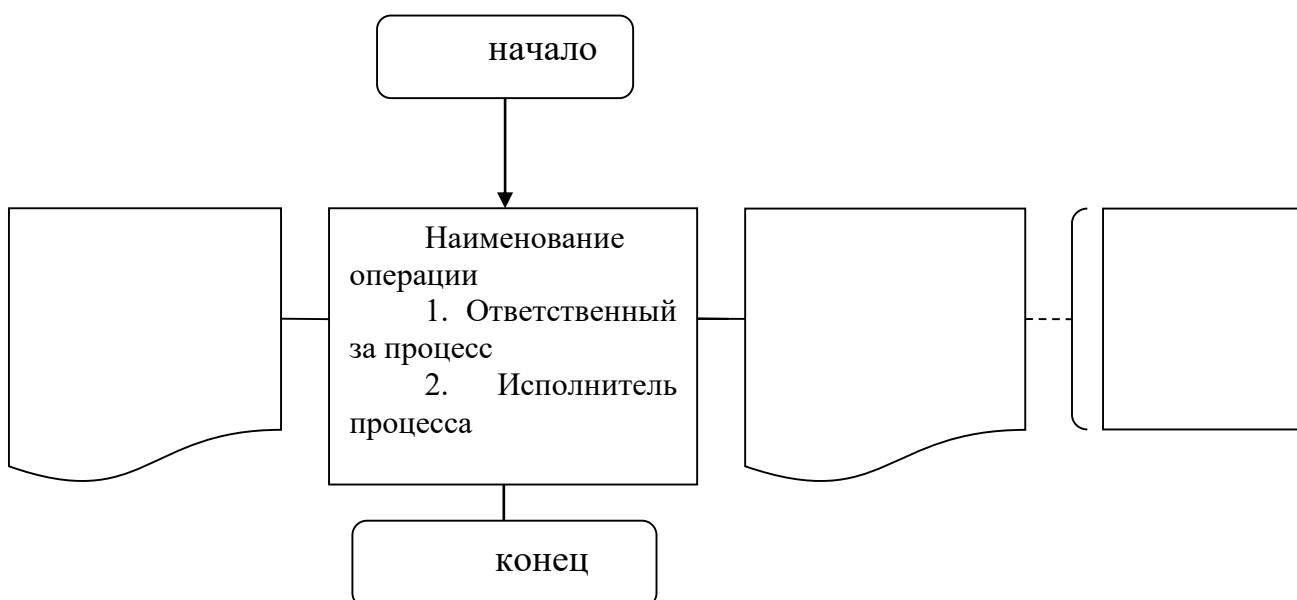 начало
Наименование
операции
1. Ответственный
за процесс
2. Исполнитель
процесса
конец